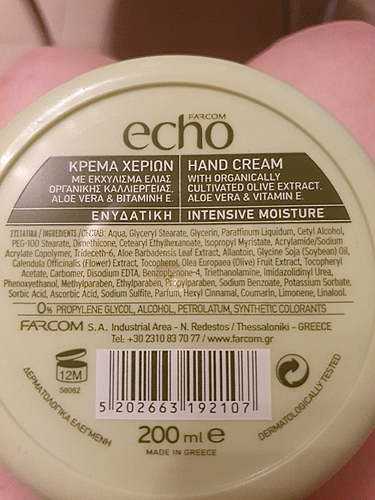 FARCOM
echo
ΚΡΕΜΑ ΧΕΡΙΩΝ
ΜΕ ΕΚΧΥΛΙΣΜΑ ΕΛΙΑΣ
ΟΡΓΑΝΙΚΗΣ ΚΑΛΛΙΕΡΓΕΙΑΣ,
ALOE VERA & ΒΙΤΑΜΙΝΗ Ε.
ΕΝΥΔΑΤΙΚΗ
HAND CREAM
WITH ORGANICALLY
CULTIVATED OLIVE EXTRACT,
ALOE VERA & VITAMIN E.
INTENSIVE MOISTURE
ΣΥΣΤΑΤΙΚΑ / INGREDIENTS /СОСТАВ: Aqua, Glyceryl Stearate, Glycerin, Paraffinum Liquidum, Cetyl Alcohol,
PEG-100 Stearate, Dimethicone, Cetearyl Ethylhexanoate, Isopropyl Myristate, Acrylamide/Sodium
Acrylate Copolymer, Trideceth-6, Aloe Barbadensis Leaf Extract, Allantoin, Glycine Soja (Soybean) Oil,
Calendula Officinalis (Flower) Extract, Tocopherol, Olea Europaea (Olive) Fruit Extract, Tocopheryl
Acetate, Carbomer, Disodium EDTA, Benzophenone-4, Triethanolamine, Imidazolidinyl Urea,
Phenoxyethanol, Methylparaben, Ethylparaben, Propylparaben, Sodium Benzoate, Potassium Sorbate,
Sorbic Acid, Ascorbic Acid, Sodium Sulfite, Parfum, Hexyl Cinnamal, Coumarin, Limonene, Linalool.
0% PROPYLENE GLYCOL, ALCOHOL, PETROLATUM, SYNTHETIC COLORANTS
FARCOM S.A. Industrial Area - N. Redestos / Thessaloniki - GREECE
Tel: +30 2310 83 70 77 / www.farcom.gr
12M
58062
ΔΕΡΜΑΤΟΛΟΓΙΚΑ ΕΛΕΓΜΕΝΗ
5 202663 192107
DERMATOLOGICALLY TESTED
200 ml e
MADE IN GREECE